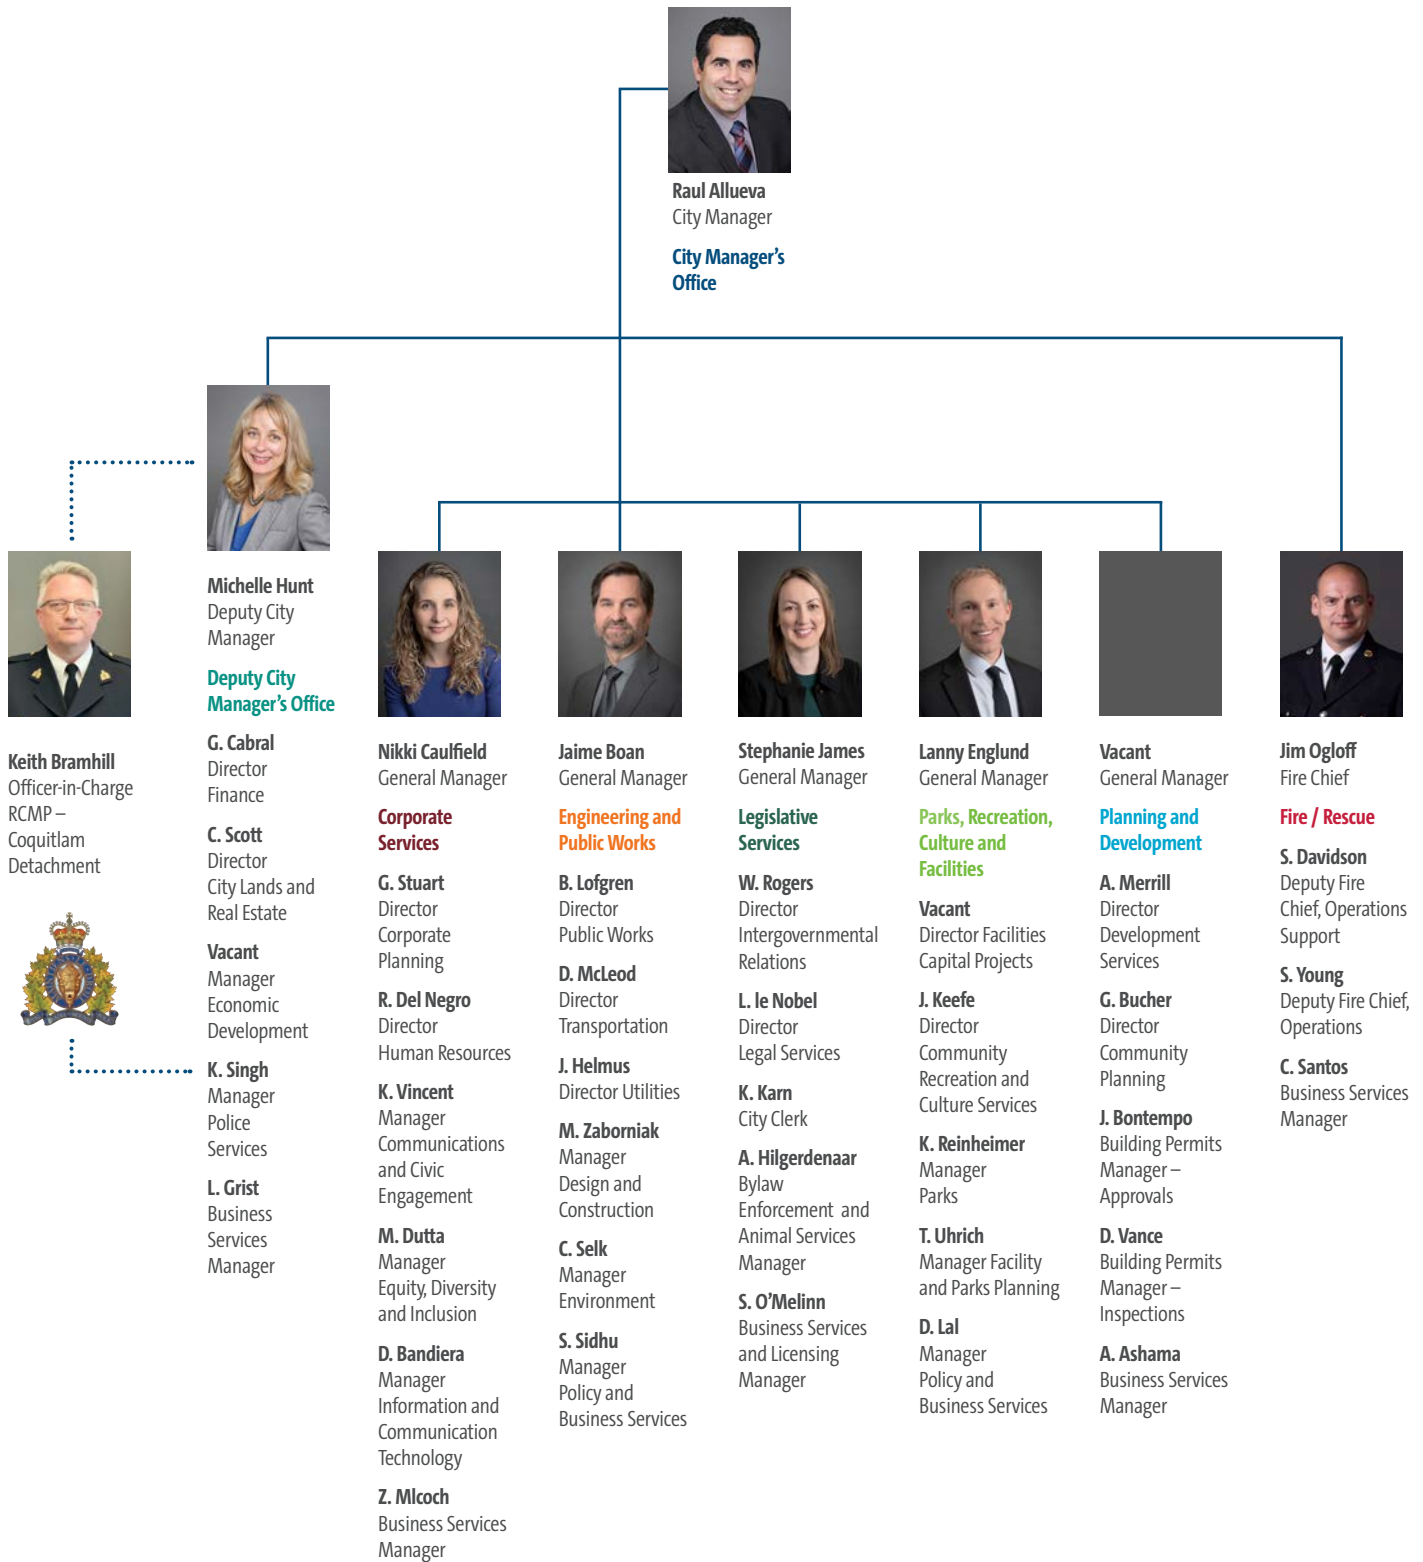 Raul Allueva
City Manager
City Manager's
Office
Keith Bramhill
Officer-in-Charge
RCMP –
Coquitlam
Detachment
Michelle Hunt
Deputy City
Manager
Deputy City
Manager's Office
G. Cabral
Director
Finance
C. Scott
Director
City Lands and
Real Estate
Vacant
Manager
Economic
Development
K. Singh
Manager
Police
Services
L. Grist
Business
Services
Manager
Nikki Caulfield
General Manager
Corporate
Services
G. Stuart
Director
Corporate
Planning
R. Del Negro
Director
Human Resources
K. Vincent
Manager
Communications
and Civic
Engagement
M. Dutta
Manager
Equity, Diversity
and Inclusion
D. Bandiera
Manager
Information and
Communication
Technology
Z. Mlcoch
Business Services
Manager
Jaime Boan
General Manager
Engineering and
Public Works
B. Lofgren
Director
Public Works
D. McLeod
Director
Transportation
J. Helmus
Director Utilities
M. Zaborniak
Manager
Design and
Construction
C. Selk
Manager
Environment
S. Sidhu
Manager
Policy and
Business Services
Stephanie James
General Manager
Legislative
Services
W. Rogers
Director
Intergovernmental
Relations
L. le Nobel
Director
Legal Services
K. Karn
City Clerk
A. Hilgerdenaar
Bylaw
Enforcement and
Animal Services
Manager
S. O'Melinn
Business Services
and Licensing
Manager
Lanny Englund
General Manager
Parks, Recreation,
Culture and
Facilities
Vacant
Director Facilities
Capital Projects
J. Keefe
Director
Community
Recreation and
Culture Services
K. Reinheimer
Manager
Parks
T. Uhrich
Manager Facility
and Parks Planning
D. Lal
Manager
Policy and
Business Services
Vacant
General Manager
Planning and
Development
A. Merrill
Director
Development
Services
G. Bucher
Director
Community
Planning
J. Bontempo
Building Permits
Manager –
Approvals
D. Vance
Building Permits
Manager –
Inspections
A. Ashama
Business Services
Manager
Jim Ogloff
Fire Chief
Fire / Rescue
S. Davidson
Deputy Fire
Chief, Operations
Support
S. Young
Deputy Fire Chief,
Operations
C. Santos
Business Services
Manager